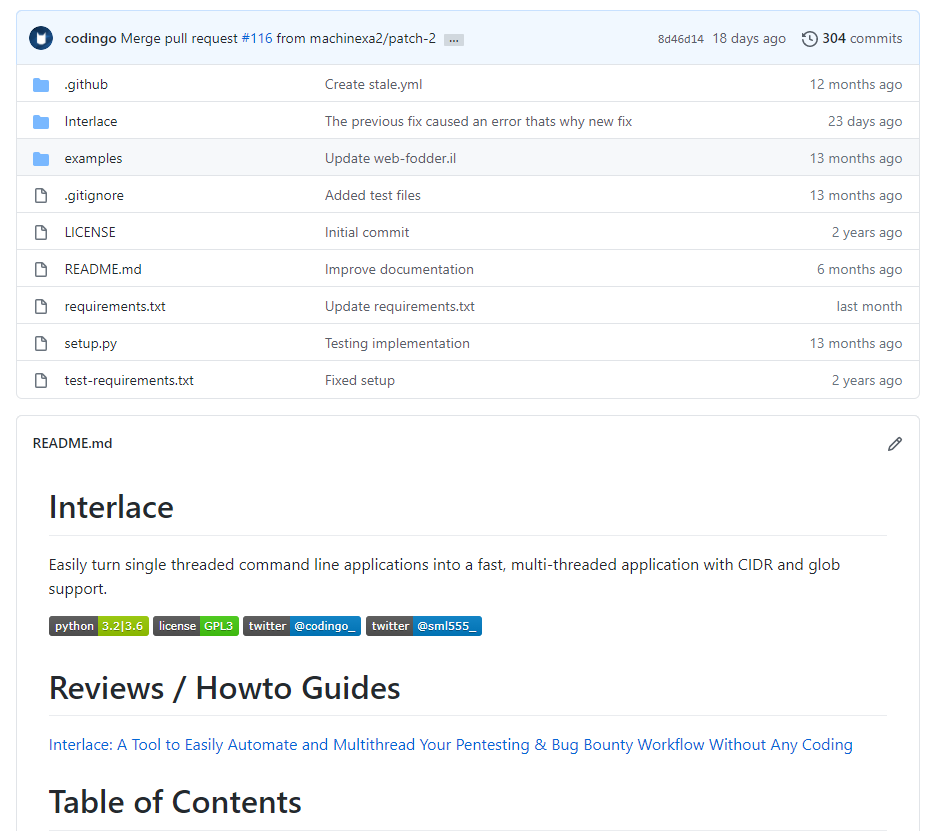 codingo Merge pull request #116 from machinexa2/patch-2 ... 8d46d14 18 days ago 304 commits
.github Create stale.yml 12 months ago
Interlace The previous fix caused an error thats why new fix 23 days ago
examples Update web-fodder.il 13 months ago
.gitignore Added test files 13 months ago
LICENSE Initial commit 2 years ago
README.md Improve documentation 6 months ago
requirements.txt Update requirements.txt last month
setup.py Testing implementation 13 months ago
test-requirements.txt Fixed setup 2 years ago
README.md
Interlace
Easily turn single threaded command line applications into a fast, multi-threaded application with CIDR and glob
support.
python 3.2|3.6 license GPL3 twitter @codingo_ twitter @sml555_
Reviews / Howto Guides
Interlace: A Tool to Easily Automate and Multithread Your Pentesting & Bug Bounty Workflow Without Any Coding
Table of Contents